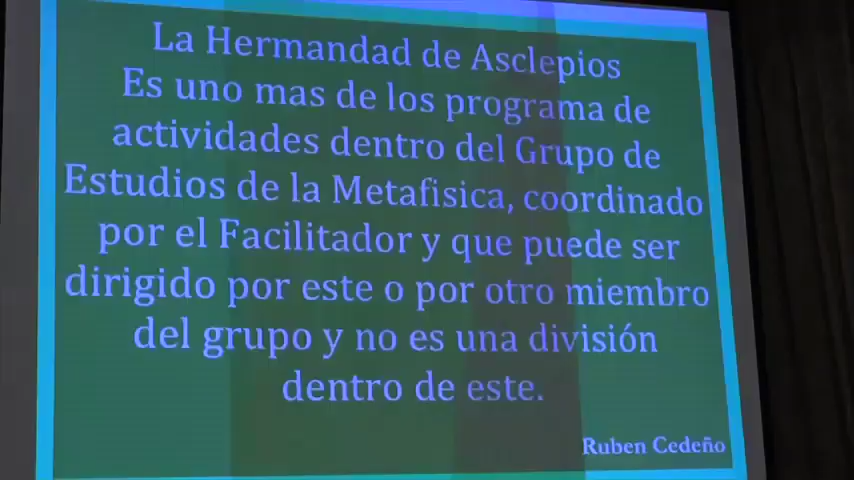 La Hermandad de Asclepios
Es uno mas de los programa de
actividades dentro del Grupo de
Estudios de la Metafisica, coordinado
por el Facilitador y que puede ser
dirigido por este o por otro miembro
del grupo y no es una división
dentro de este.
Ruben Cedeño